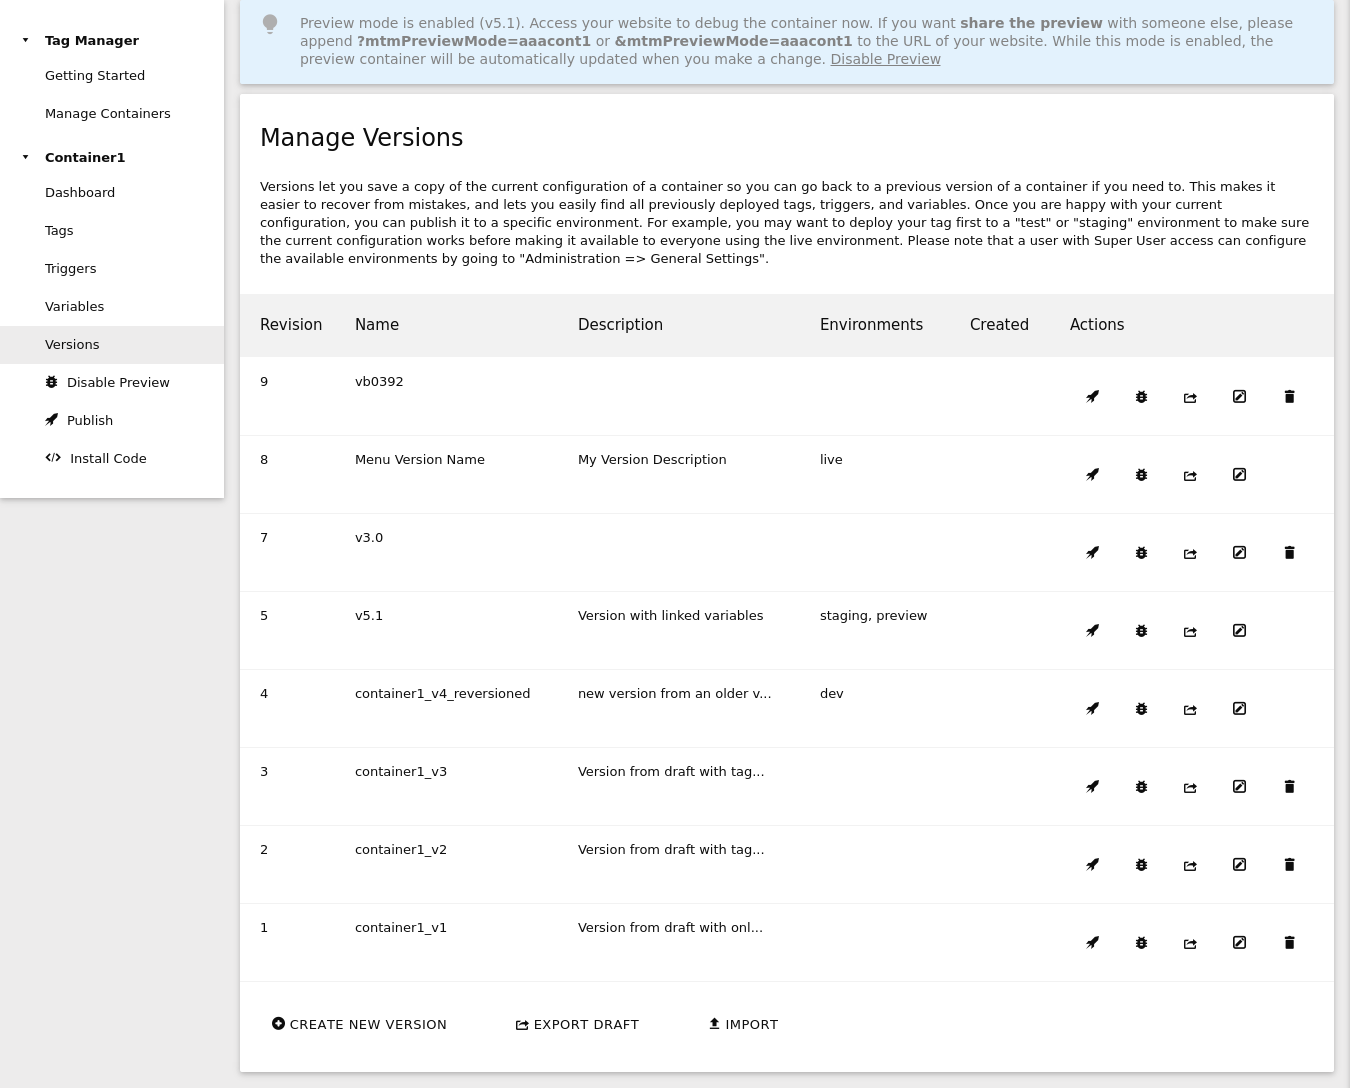 Preview mode is enabled (v5.1). Access your website to debug the container now. If you want share the preview with someone else, please
append ?mtmPreviewMode=aaacont1 or &mtmPreviewMode=aaacont1 to the URL of your website. While this mode is enabled, the
preview container will be automatically updated when you make a change. Disable Preview
Tag Manager
Getting Started
Manage Containers
Container1
Dashboard
Tags
Triggers
Variables
Versions
Disable Preview
Publish
Install Code
Manage Versions
Versions let you save a copy of the current configuration of a container so you can go back to a previous version of a container if you need to. This makes it
easier to recover from mistakes, and lets you easily find all previously deployed tags, triggers, and variables. Once you are happy with your current
configuration, you can publish it to a specific environment. For example, you may want to deploy your tag first to a "test" or "staging" environment to make sure
the current configuration works before making it available to everyone using the live environment. Please note that a user with Super User access can configure
the available environments by going to "Administration => General Settings".
Revision Name Description Environments Created Actions
9 vb0392
8 Menu Version Name My Version Description live
7 v3.0
5 v5.1 Version with linked variables staging, preview
4 container1_v4_reversioned new version from an older v... dev
3 container1_v3 Version from draft with tag...
2 container1_v2 Version from draft with tag...
1 container1_v1 Version from draft with onl...
CREATE NEW VERSION EXPORT DRAFT IMPORT